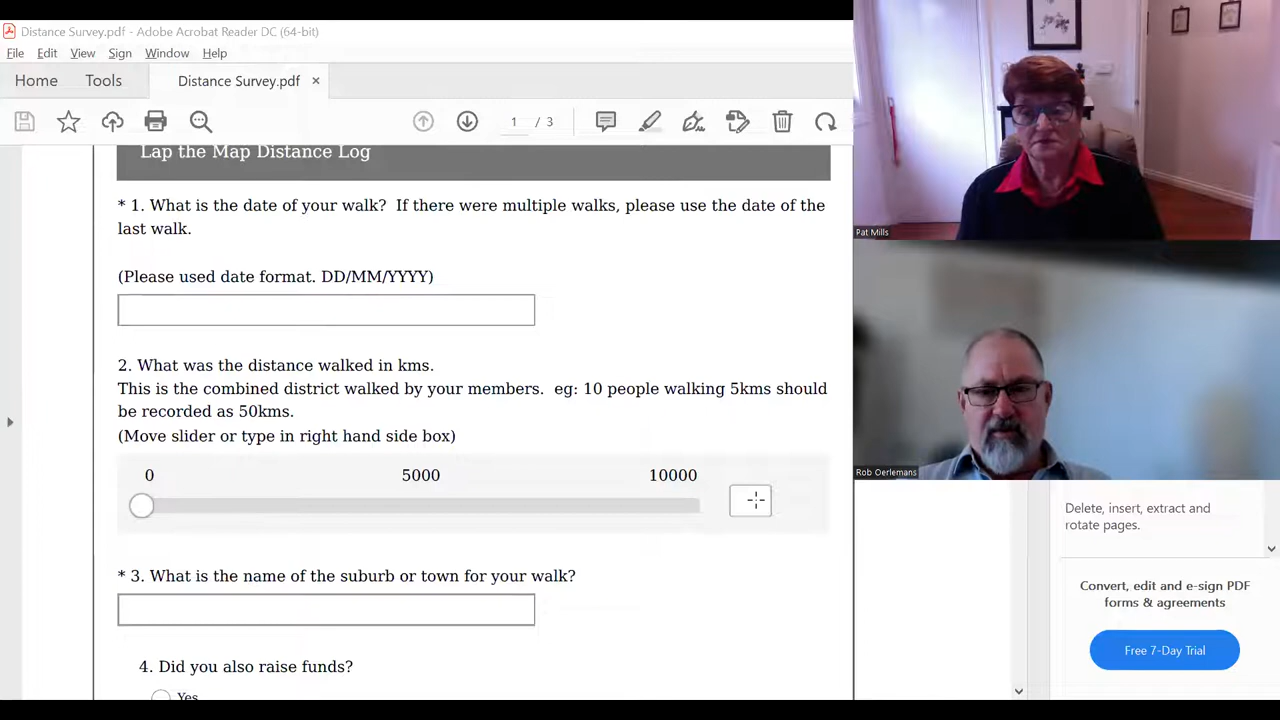 Distance Survey.pdf - Adobe Acrobat Reader DC (64-bit)
File Edit View Sign Window Help
Home Tools Distance Survey.pdf ×
1 / 3
Lap the Map Distance Log
* 1. What is the date of your walk? If there were multiple walks, please use the date of the
last walk.
(Please used date format. DD/MM/YYYY)
2. What was the distance walked in kms.
This is the combined district walked by your members. eg: 10 people walking 5kms should
be recorded as 50kms.
(Move slider or type in right hand side box)
0 5000 10000
* 3. What is the name of the suburb or town for your walk?
4. Did you also raise funds?
Yes
Pat Mills
Rob Oerlemans
Delete, insert, extract and
rotate pages.
Convert, edit and e-sign PDF
forms & agreements
Free 7-Day Trial